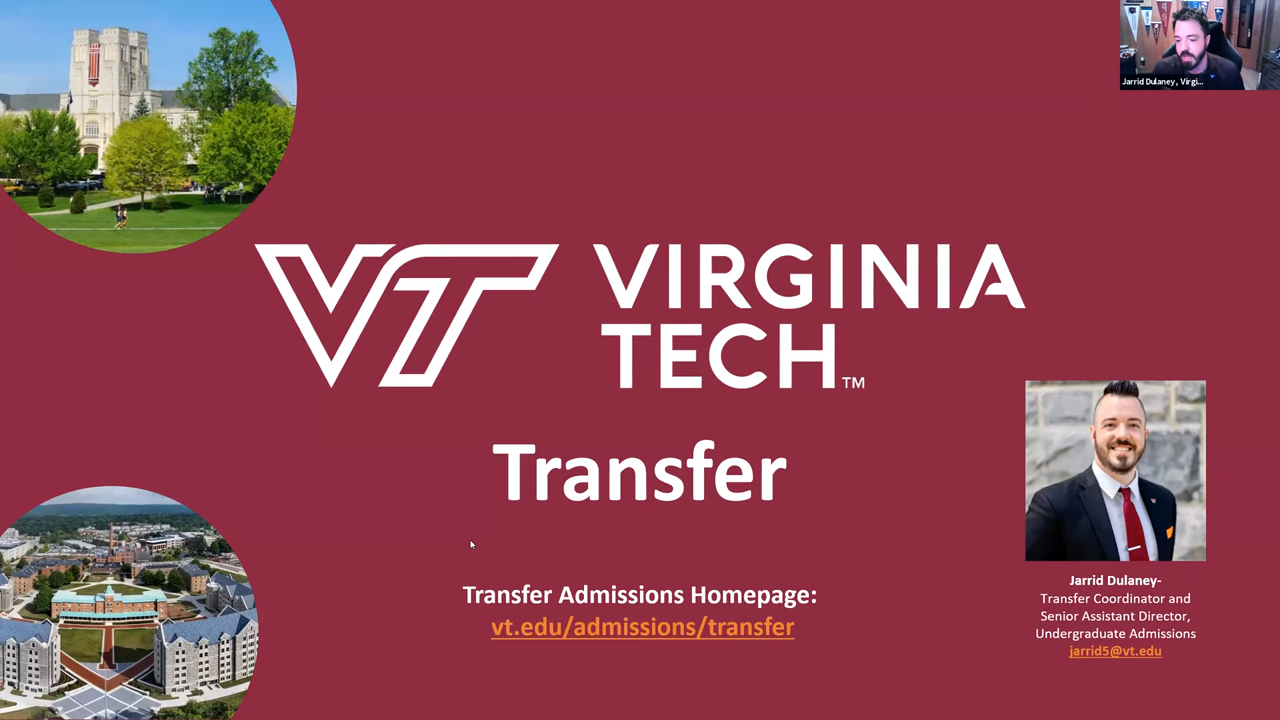 Jarrid Dulaney, Virgi...
VT VIRGINIA
TECH™
Transfer
Transfer Admissions Homepage:
vt.edu/admissions/transfer
Jarrid Dulaney-
Transfer Coordinator and
Senior Assistant Director,
Undergraduate Admissions
jarrid5@vt.edu